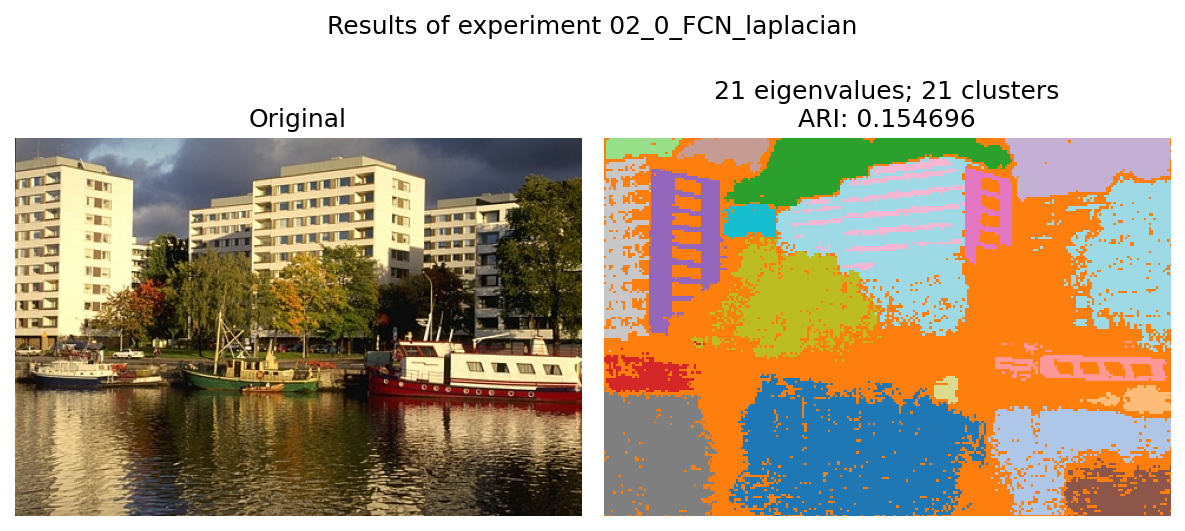 Results of experiment 02_0_FCN_laplacian
Original
21 eigenvalues; 21 clusters
ARI: 0.154696